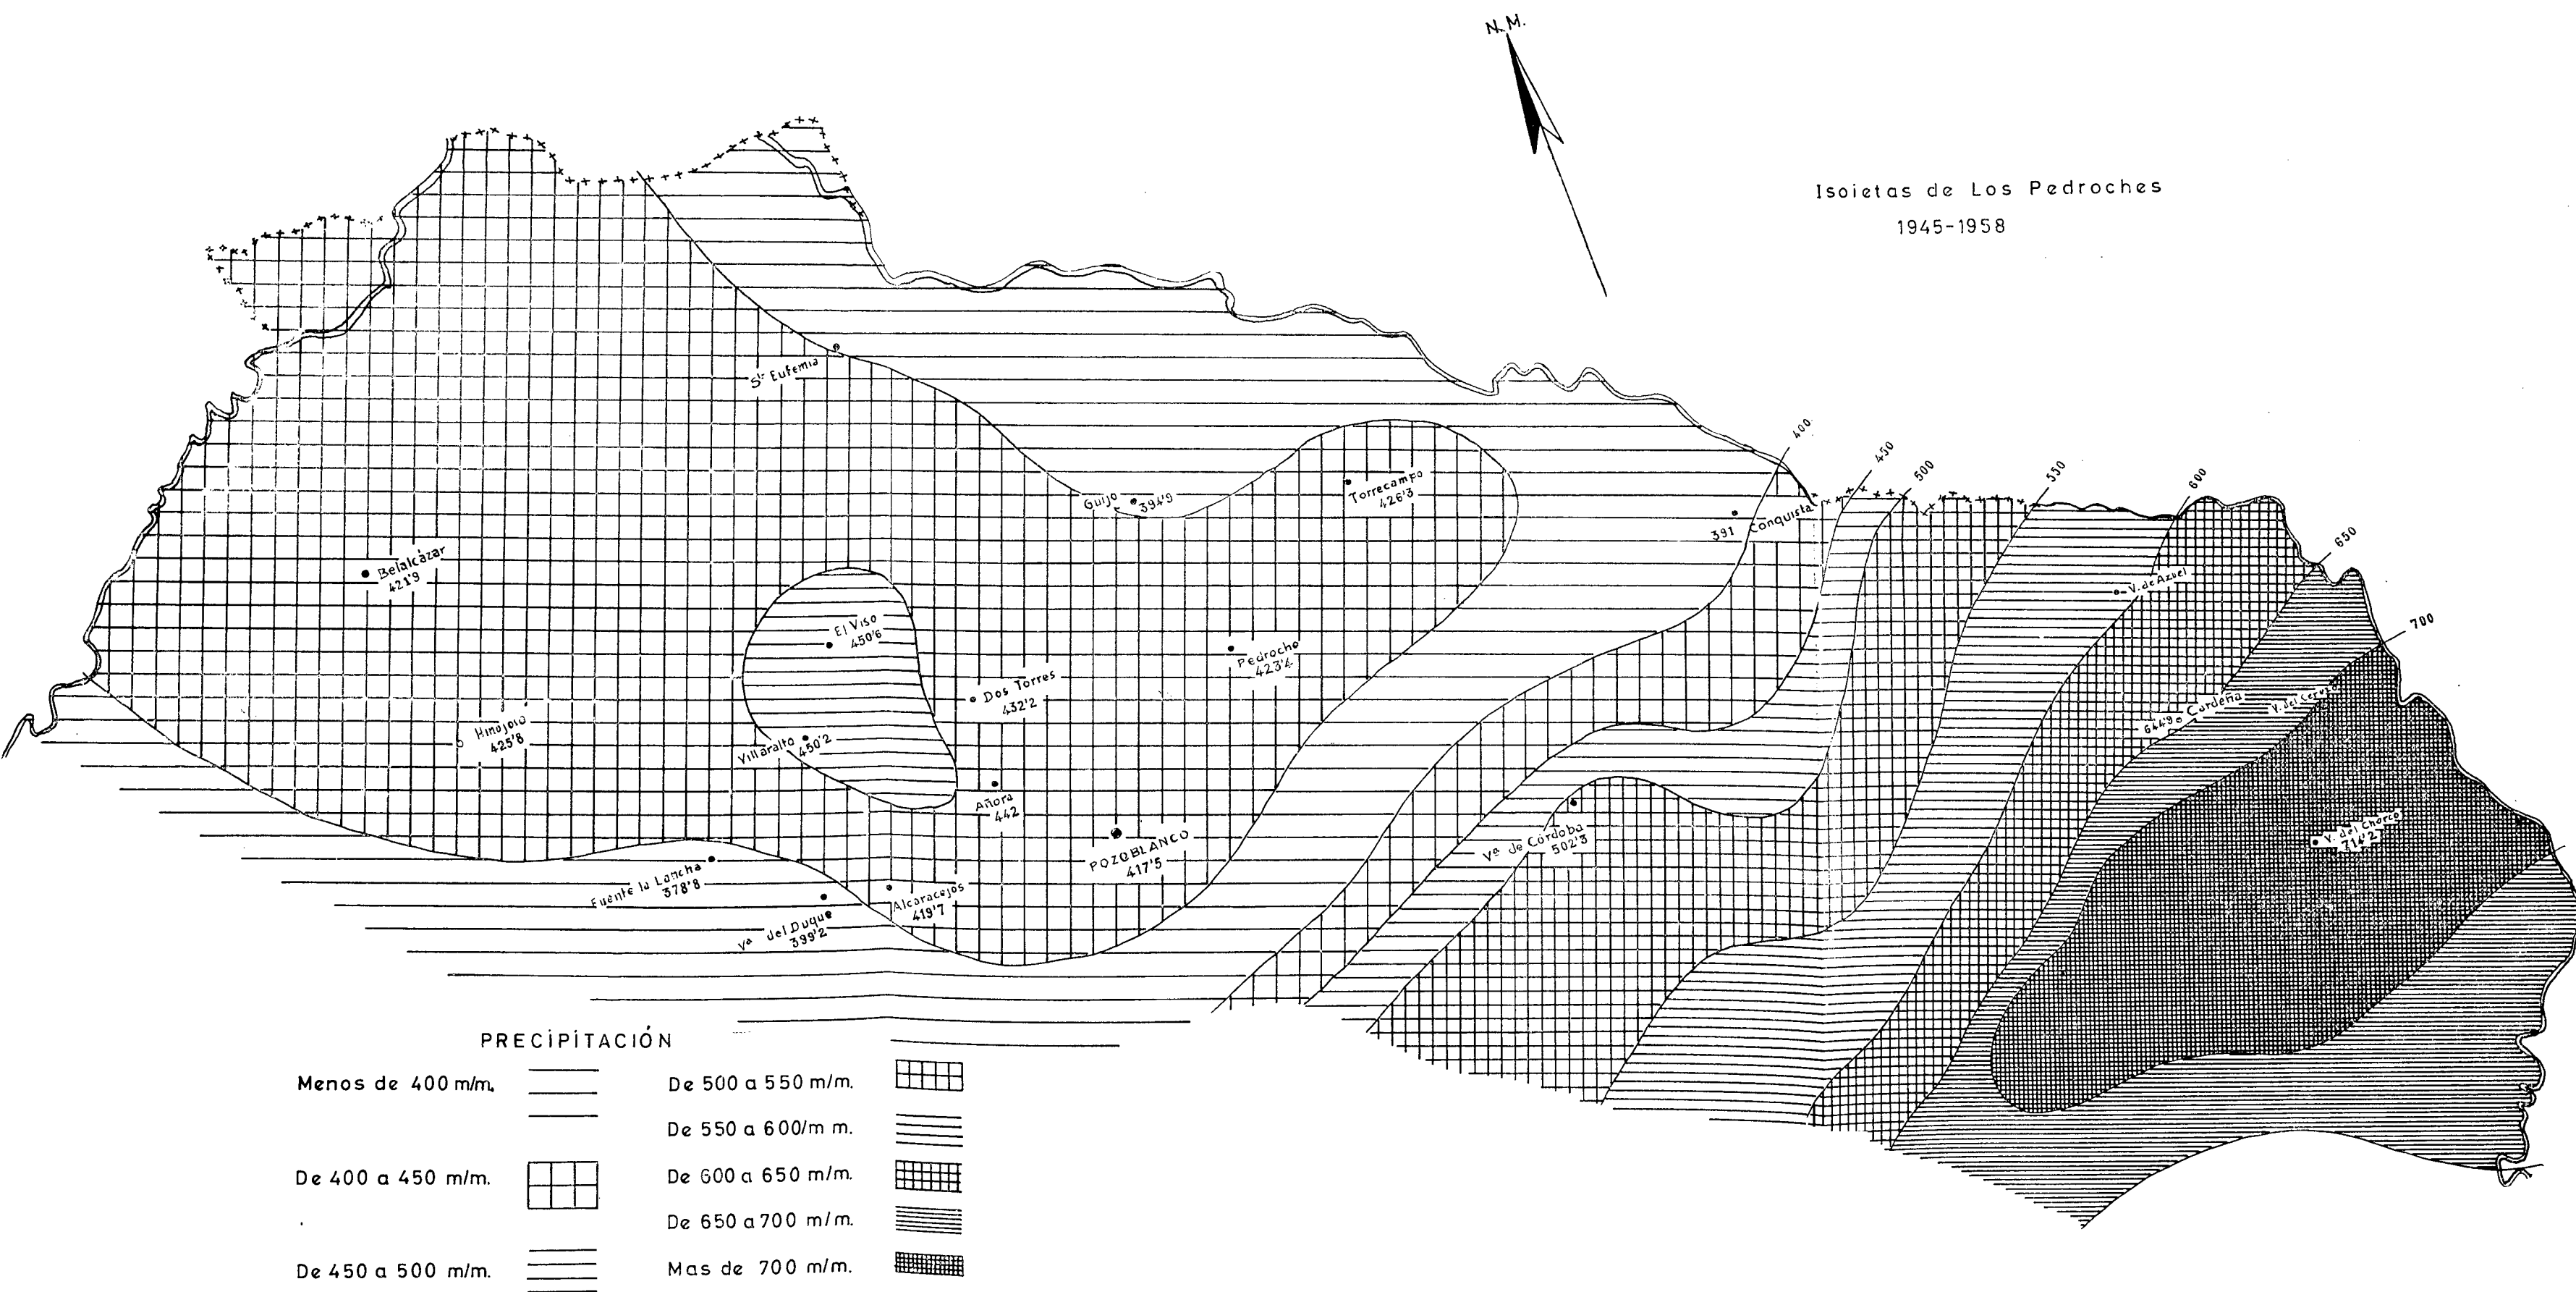 N.M.
Isoietas de Los Pedroches
1945-1958
Sta Eufemia
Guijo
394'9
Torrecampo
426'3
391
Conquista
400
450
500
550
600
650
700
Belalcázar
421'9
El Viso
450'6
V. de Azuel
Pedroche
423'4
Dos Torres
432'2
Hinojosa
425'8
Villaralto
450'2
644'9
Cardeña
V. del Cerezo
Añora
442
POZOBLANCO
417'5
Vª de Córdoba
502'3
V. del Charco
714'2
Fuente la Lancha
378'8
Alcaracejos
419'7
Vª del Duque
399'2
PRECIPITACIÓN
Menos de 400 m/m.
De 400 a 450 m/m.
De 450 a 500 m/m.
De 500 a 550 m/m.
De 550 a 600/m m.
De 600 a 650 m/m.
De 650 a 700 m/m.
Mas de 700 m/m.